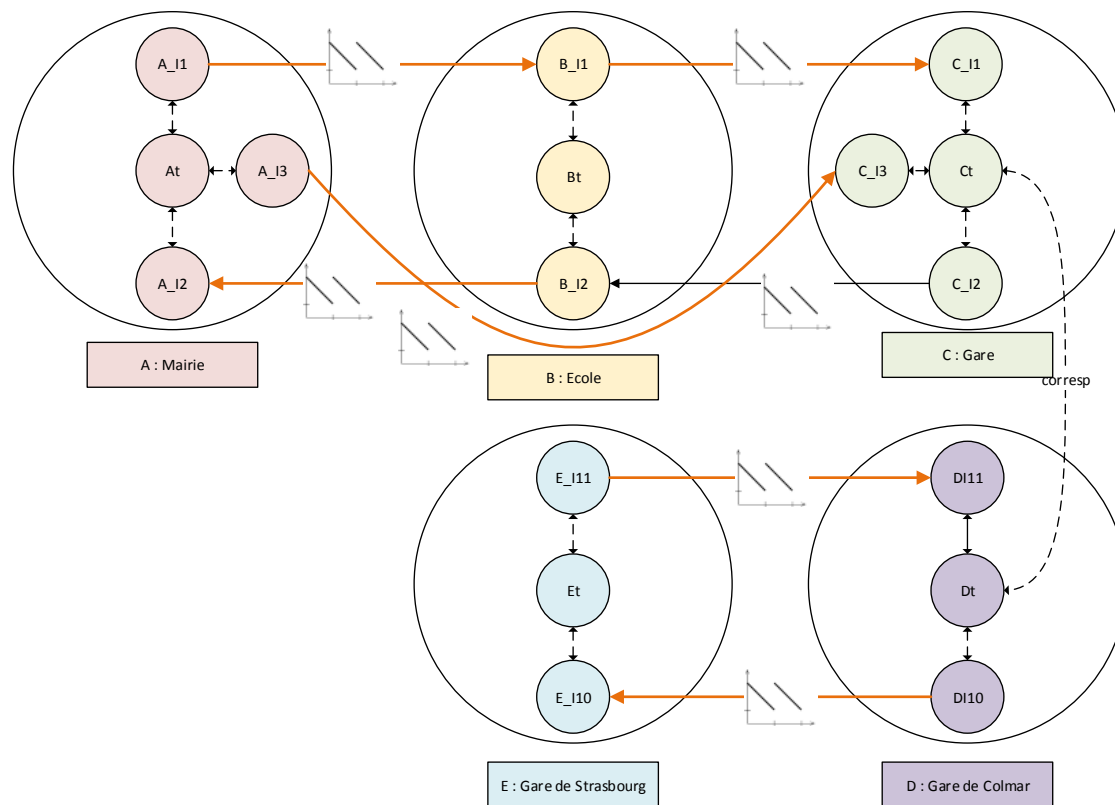 A_I1
B_I1
C_I1
At
A_I3
Bt
C_I3
Ct
A_I2
B_I2
C_I2
A : Mairie
B : Ecole
C : Gare
corresp
E_I11
DI11
Et
Dt
E_I10
DI10
E : Gare de Strasbourg
D : Gare de Colmar